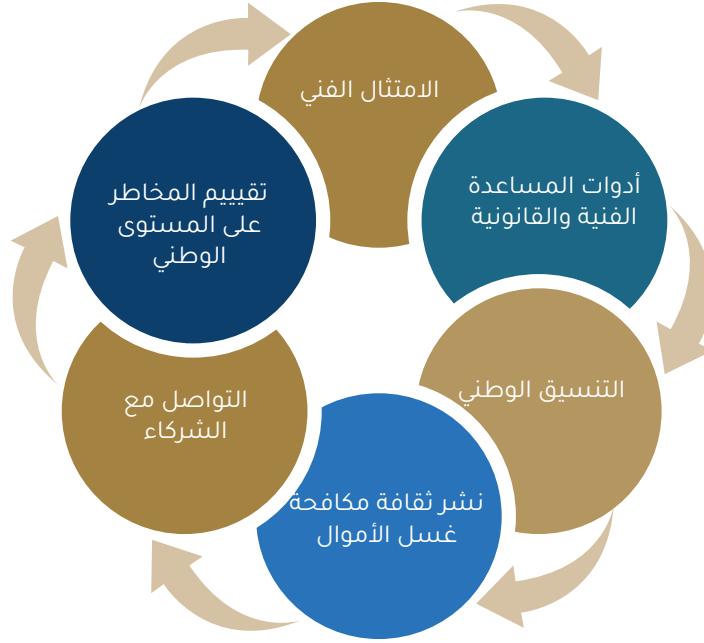 الامتثال الفني
أدوات المساعدة
الفنية والقانونية
التنسيق الوطني
نشر ثقافة مكافحة
غسل الأموال
التواصل مع
الشركاء
تقيييم المخاطر
على المستوى
الوطني